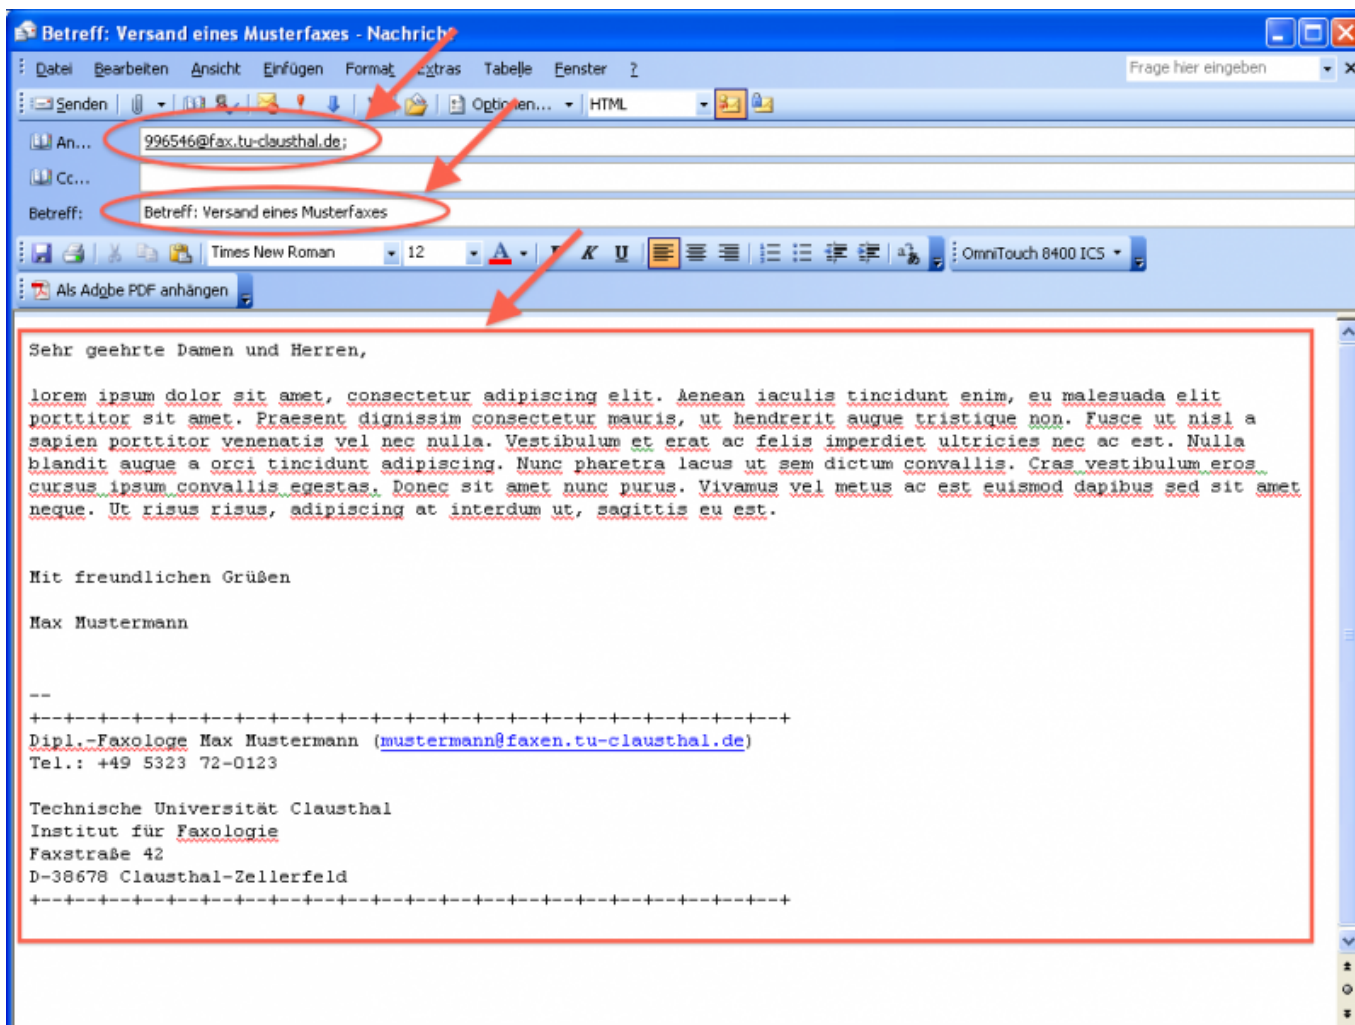 Betreff: Versand eines Musterfaxes - Nachricht
Datei Bearbeiten Ansicht Einfügen Format Extras Tabelle Fenster ?
Frage hier eingeben
Senden Optionen... HTML
An... 996546@fax.tu-clausthal.de;
Cc...
Betreff: Betreff: Versand eines Musterfaxes
Times New Roman 12 A K U OmniTouch 8400 ICS
Als Adobe PDF anhängen
Sehr geehrte Damen und Herren,
lorem ipsum dolor sit amet, consectetur adipiscing elit. Aenean iaculis tincidunt enim, eu malesuada elit
porttitor sit amet. Praesent dignissim consectetur mauris, ut hendrerit augue tristique non. Fusce ut nisl a
sapien porttitor venenatis vel nec nulla. Vestibulum et erat ac felis imperdiet ultricies nec ac est. Nulla
blandit augue a orci tincidunt adipiscing. Nunc pharetra lacus ut sem dictum convallis. Cras vestibulum eros
cursus ipsum convallis egestas. Donec sit amet nunc purus. Vivamus vel metus ac est euismod dapibus sed sit amet
neque. Ut risus risus, adipiscing at interdum ut, sagittis eu est.
Mit freundlichen Grüßen
Max Mustermann
--
+--+--+--+--+--+--+--+--+--+--+--+--+--+--+--+--+--+--+--+--+--+--+
Dipl.-Faxologe Max Mustermann (mustermann@faxen.tu-clausthal.de)
Tel.: +49 5323 72-0123
Technische Universität Clausthal
Institut für Faxologie
Faxstraße 42
D-38678 Clausthal-Zellerfeld
+--+--+--+--+--+--+--+--+--+--+--+--+--+--+--+--+--+--+--+--+--+--+